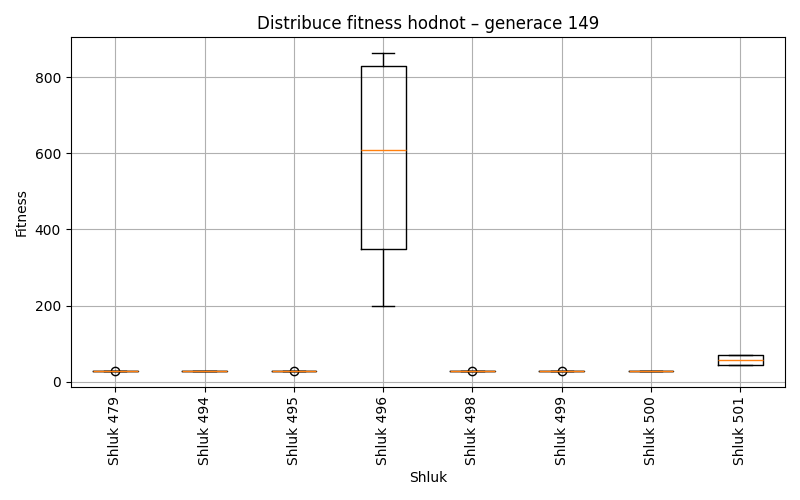 Distribuce fitness hodnot – generace 149
Fitness
800
600
400
200
0
Shluk 479
Shluk 494
Shluk 495
Shluk 496
Shluk 498
Shluk 499
Shluk 500
Shluk 501
Shluk